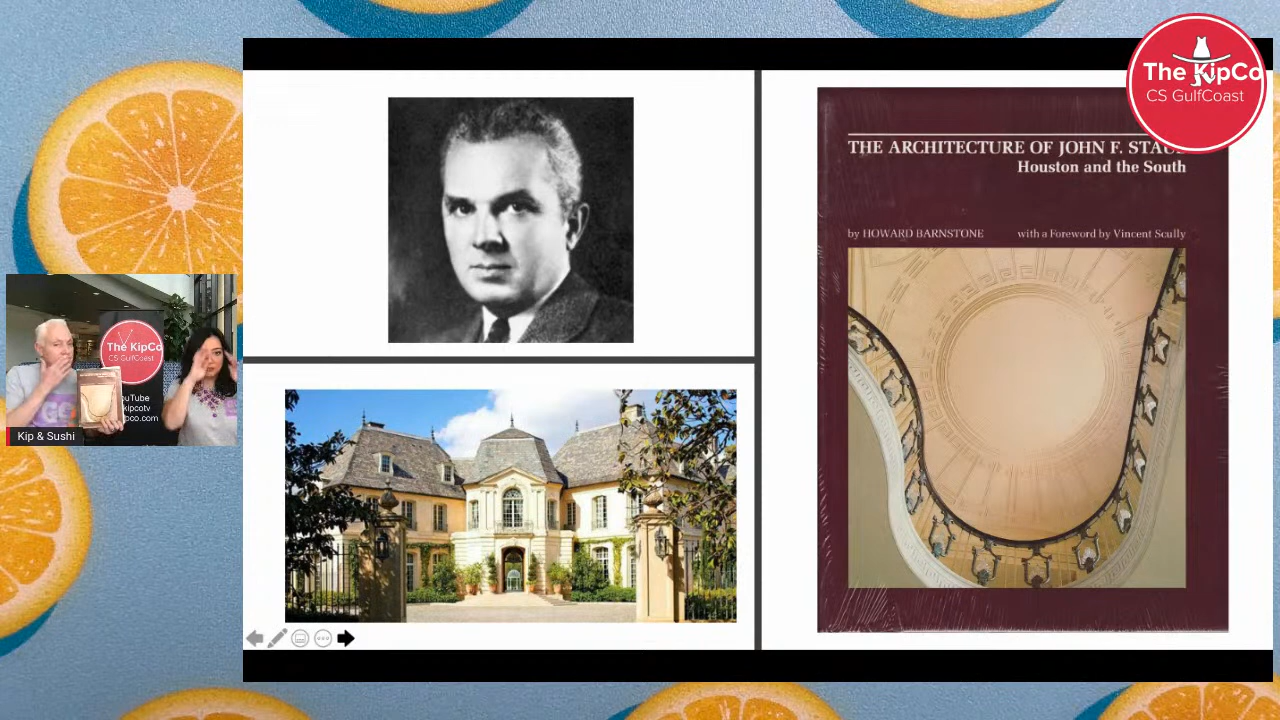 The KipCo
CS GulfCoast
THE ARCHITECTURE OF JOHN F.
Houston and the South
by HOWARD BARNSTONE with a Foreword by Vincent Scully
The KipCo
CS GulfCoast
kipcotv
Kip & Sushi